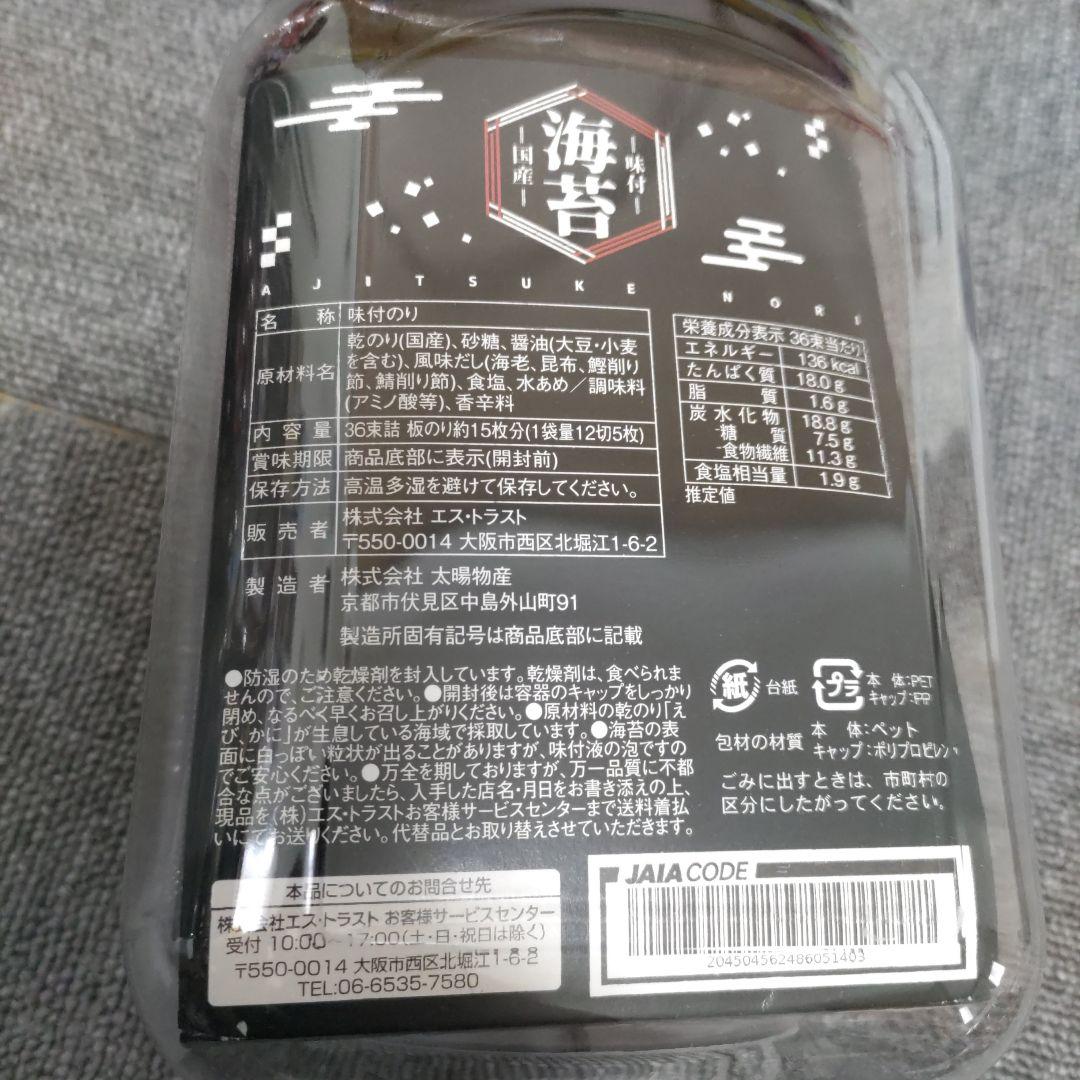 味付
海苔
国産
AJITSUKE NORI
名称 味付のり
原材料名 乾のり(国産)、砂糖、醤油(大豆・小麦
を含む)、風味だし(海老、昆布、鰹削り
節、鯖削り節)、食塩、水あめ／調味料
(アミノ酸等)、香辛料
内容量 36束詰 板のり約15枚分(1袋量12切5枚)
賞味期限 商品底部に表示(開封前)
保存方法 高温多湿を避けて保存してください。
販売者 株式会社 エス・トラスト
〒550-0014 大阪市西区北堀江1-6-2
製造者 株式会社 太陽物産
京都市伏見区中島外山町91
製造所固有記号は商品底部に記載
栄養成分表示 36束当たり
エネルギー 136 kcal
たんぱく質 18.0g
脂質 1.6g
炭水化物 18.8g
-糖質 7.5g
-食物繊維 11.3g
食塩相当量 1.9g
推定値
●防湿のため乾燥剤を封入しています。乾燥剤は、食べられま
せんので、ご注意ください。●開封後は容器のキャップをしっかり
閉め、なるべく早くお召し上がりください。●原材料の乾のり「え
び、かに」が生息している海域で採取しています。●海苔の表
面に白っぽい粒状が出ることがありますが、味付液の泡ですの
でご安心ください。●万全を期しておりますが、万一品質に不都
合な点がございましたら、入手した店名・月日をお書き添えの上、
現品を(株)エス・トラストお客様サービスセンターまで送料着払
いにてお送りください。代替品とお取り替えさせていただきます。
紙 台紙
プラ 本体:PET
キャップ:PP
包材の材質 本体:ペット
キャップ:ポリプロピレン
ごみに出すときは、市町村の
区分にしたがってください。
本品についてのお問合せ先
株式会社エス・トラスト お客様サービスセンター
受付 10:00～17:00(土・日・祝日は除く)
〒550-0014 大阪市西区北堀江1-6-2
TEL:06-6535-7580
JAIA CODE
204504562486051403